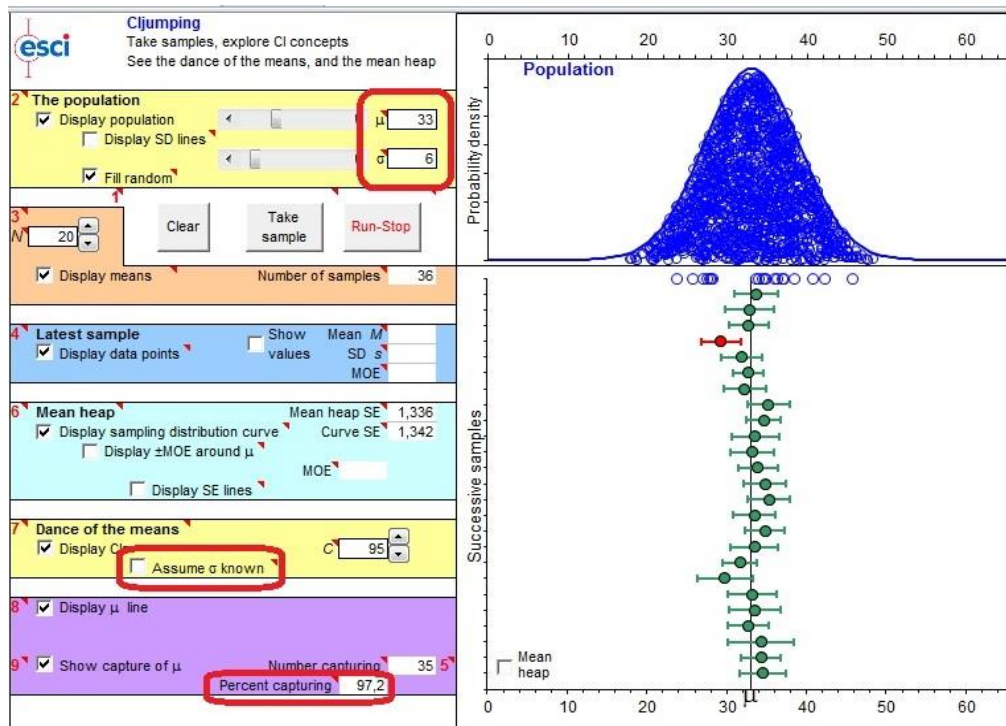 esci
CIjumping
Take samples, explore CI concepts
See the dance of the means, and the mean heap
2 The population
Display population
μ 33
Display SD lines
σ 6
Fill random
1
3
N 20
Clear
Take sample
Run-Stop
Display means Number of samples 36
4 Latest sample
Display data points
Show values
Mean M
SD s
MOE
6 Mean heap
Mean heap SE 1,336
Display sampling distribution curve
Curve SE 1,342
Display ±MOE around μ
MOE
Display SE lines
7 Dance of the means
Display CIs
C 95
Assume σ known
8 Display μ line
9 Show capture of μ
Number capturing 35 5
Percent capturing 97,2
0 10 20 30 40 50 60
Population
Probability density
Successive samples
Mean heap
μ
0 10 20 30 40 50 60